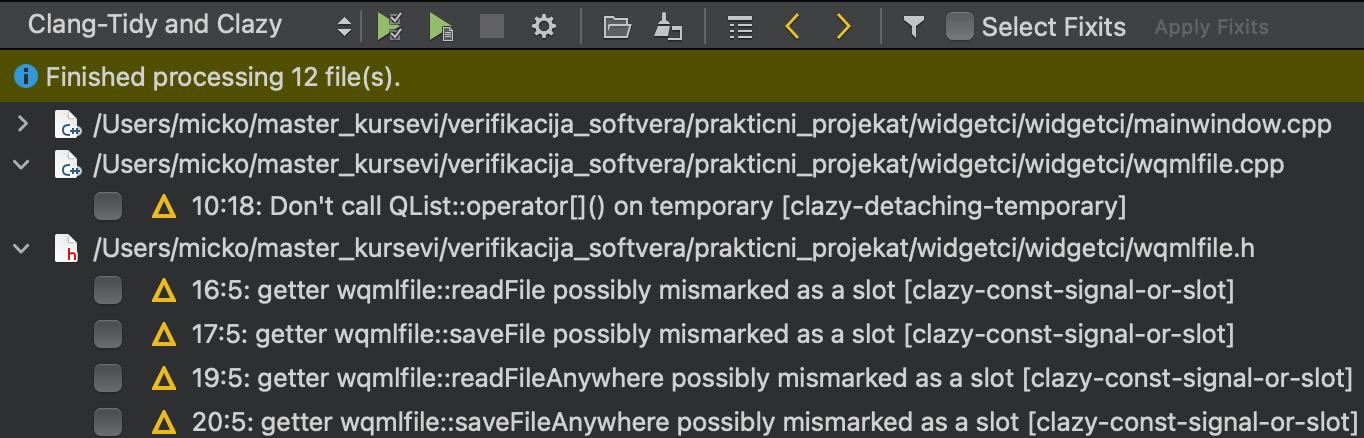 Clang-Tidy and Clazy Select Fixits Apply Fixits
Finished processing 12 file(s).
/Users/micko/master_kursevi/verifikacija_softvera/prakticni_projekat/widgetci/widgetci/mainwindow.cpp
/Users/micko/master_kursevi/verifikacija_softvera/prakticni_projekat/widgetci/widgetci/wqmlfile.cpp
10:18: Don't call QList::operator[]() on temporary [clazy-detaching-temporary]
/Users/micko/master_kursevi/verifikacija_softvera/prakticni_projekat/widgetci/widgetci/wqmlfile.h
16:5: getter wqmlfile::readFile possibly mismarked as a slot [clazy-const-signal-or-slot]
17:5: getter wqmlfile::saveFile possibly mismarked as a slot [clazy-const-signal-or-slot]
19:5: getter wqmlfile::readFileAnywhere possibly mismarked as a slot [clazy-const-signal-or-slot]
20:5: getter wqmlfile::saveFileAnywhere possibly mismarked as a slot [clazy-const-signal-or-slot]